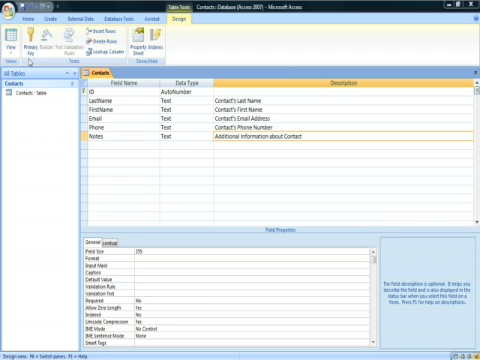 Table Tools
Contacts : Database (Access 2007) - Microsoft Access
Home Create External Data Database Tools Acrobat Design
View Primary Key Builder Test Validation Rules Insert Rows Delete Rows Lookup Column Property Sheet Indexes
Views Tools Show/Hide
All Tables
Contacts
Contacts : Table
Contacts
Field Name Data Type Description
ID AutoNumber
LastName Text Contact's Last Name
FirstName Text Contact's First Name
Email Text Contact's Email Address
Phone Text Contact's Phone Number
Notes Text Additional Information about Contact
Field Properties
General Lookup
Field Size 255
Format
Input Mask
Caption
Default Value
Validation Rule
Validation Text
Required No
Allow Zero Length Yes
Indexed No
Unicode Compression Yes
IME Mode No Control
IME Sentence Mode None
Smart Tags
The field description is optional. It helps you
describe the field and is also displayed in the
status bar when you select this field on a
form. Press F1 for help on descriptions.
Design view. F6 = Switch panes. F1 = Help.